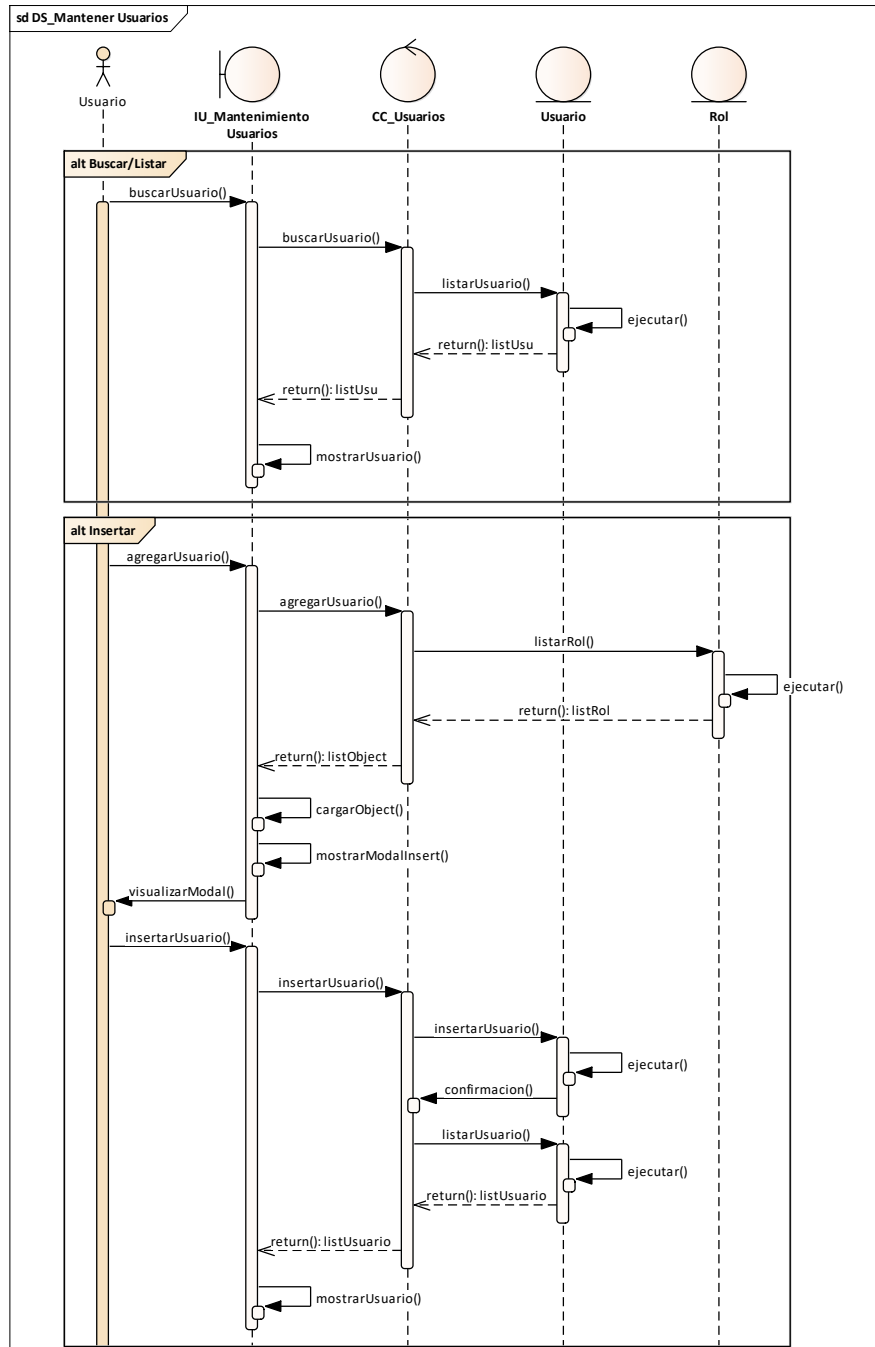 sd DS_Mantener Usuarios
Usuario
IU_Mantenimiento
Usuarios
CC_Usuarios
Usuario
Rol
alt Buscar/Listar
buscarUsuario()
buscarUsuario()
listarUsuario()
ejecutar()
return(): listUsu
return(): listUsu
mostrarUsuario()
alt Insertar
agregarUsuario()
agregarUsuario()
listarRol()
ejecutar()
return(): listRol
return(): listObject
cargarObject()
mostrarModalInsert()
visualizarModal()
insertarUsuario()
insertarUsuario()
insertarUsuario()
ejecutar()
confirmacion()
listarUsuario()
ejecutar()
return(): listUsuario
return(): listUsuario
mostrarUsuario()